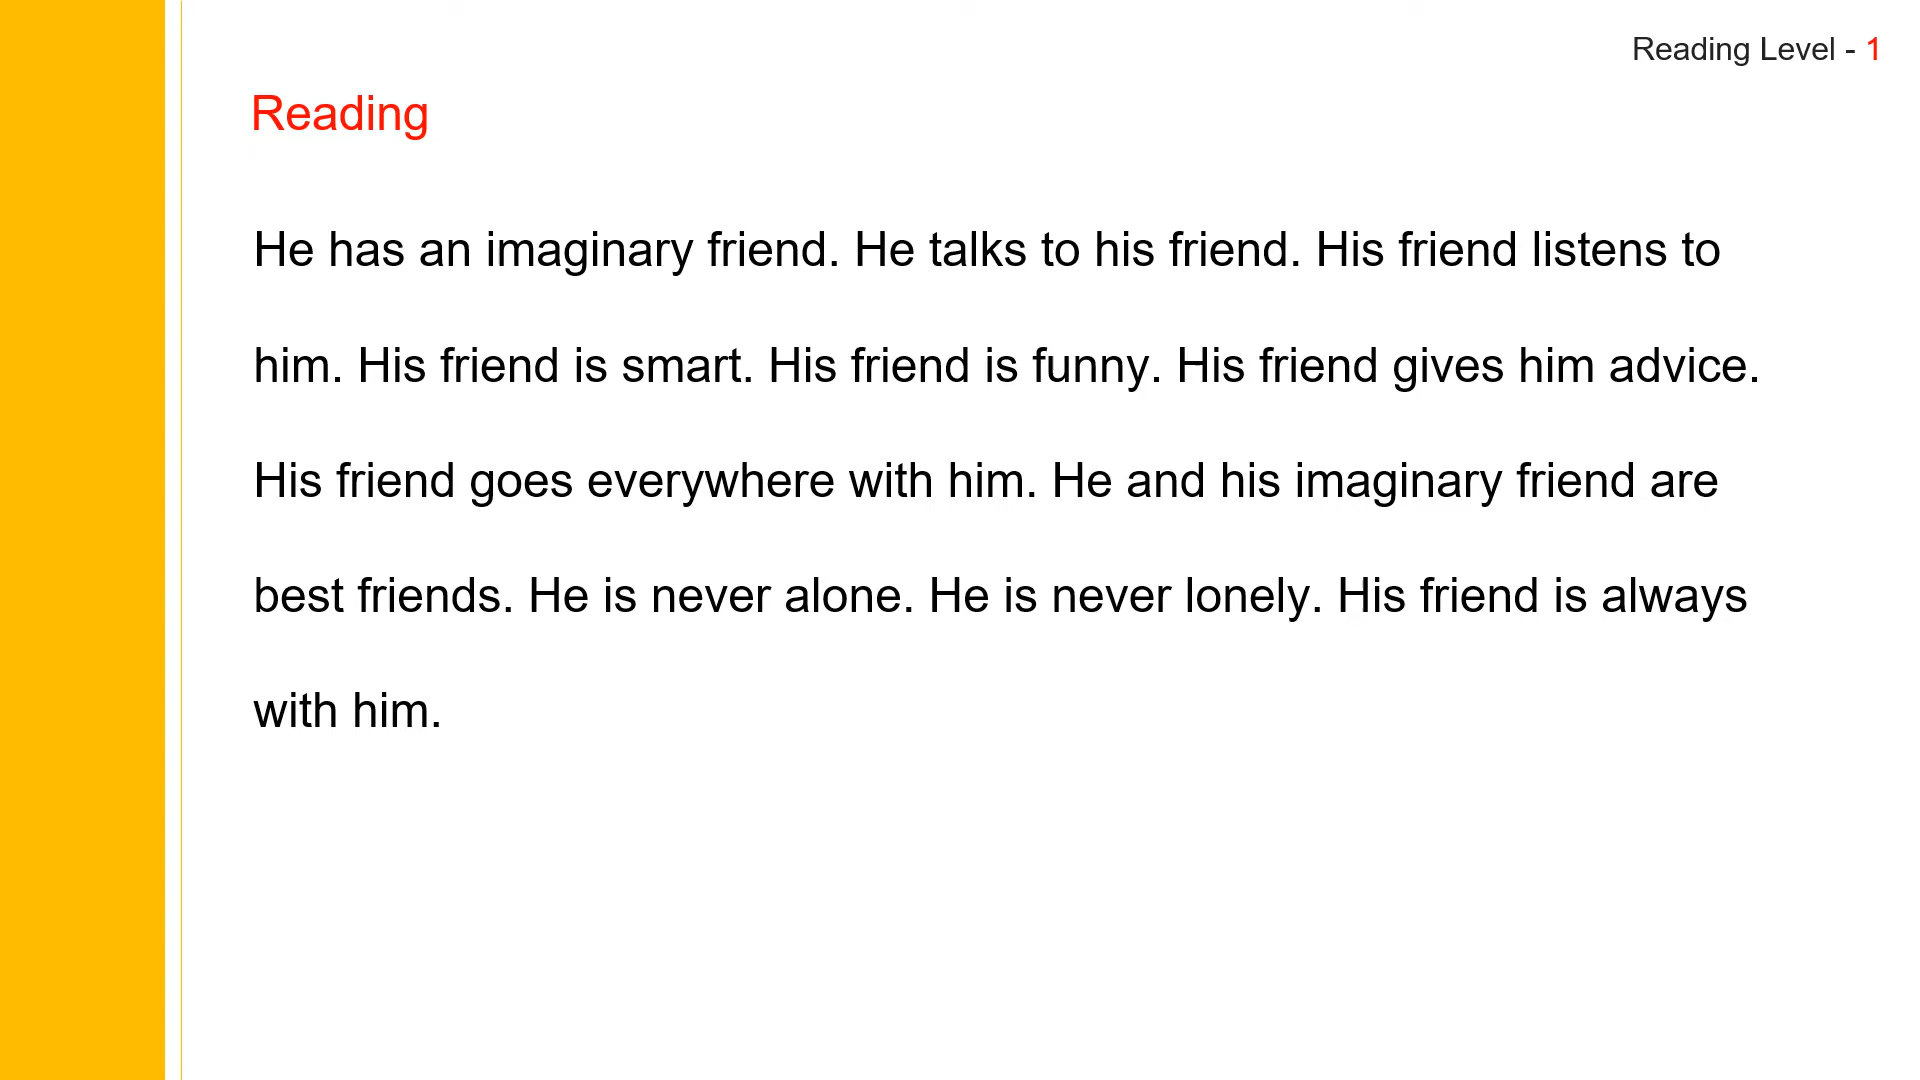 Reading Level - 1
Reading
He has an imaginary friend. He talks to his friend. His friend listens to
him. His friend is smart. His friend is funny. His friend gives him advice.
His friend goes everywhere with him. He and his imaginary friend are
best friends. He is never alone. He is never lonely. His friend is always
with him.